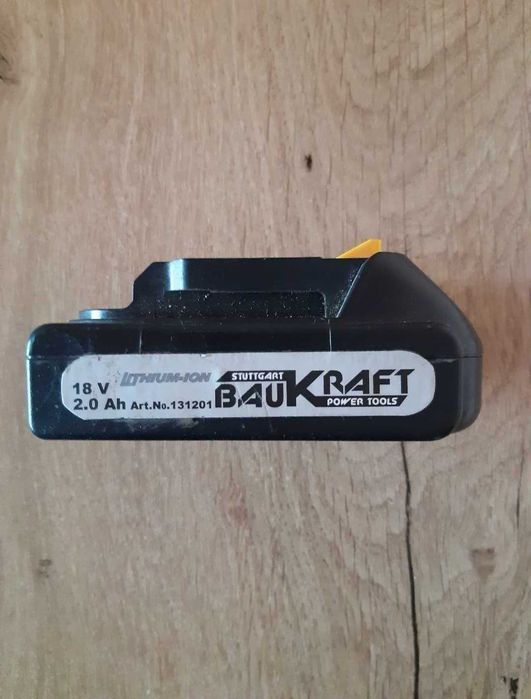 18 V LITHIUM-ION
2.0 Ah Art.No.131201
STUTTGART
BAUKRAFT
POWER TOOLS